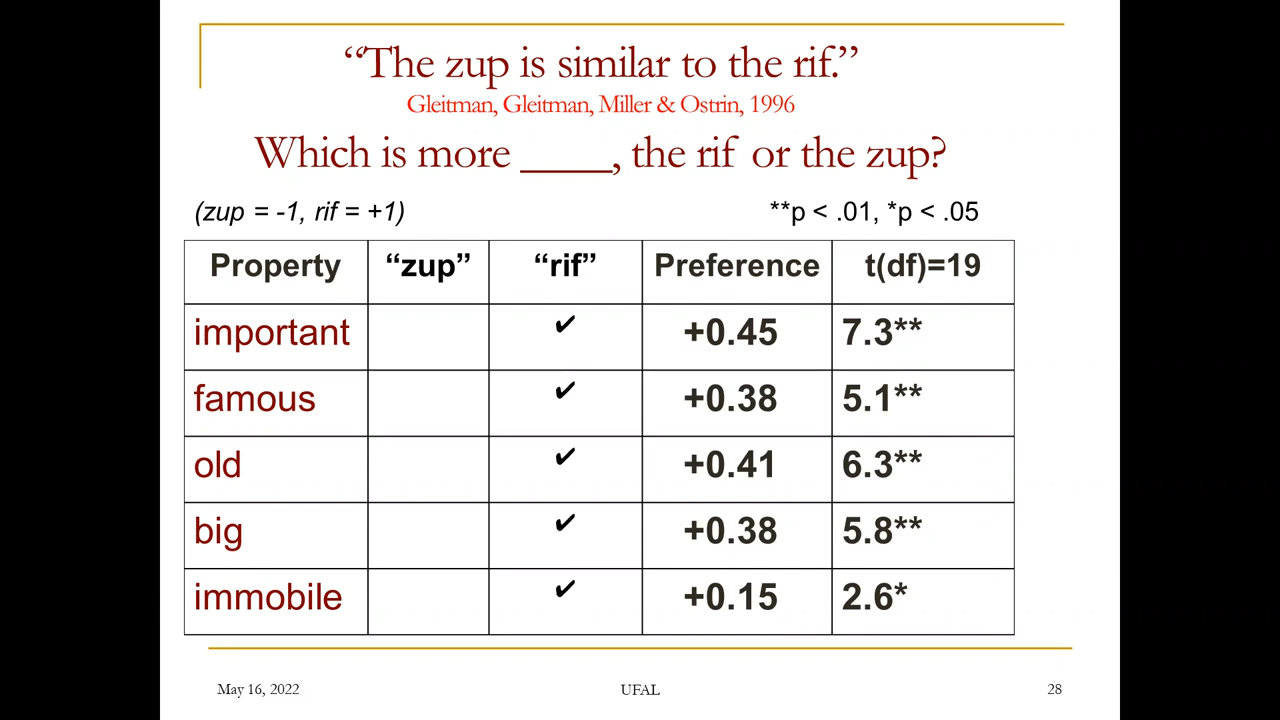 “The zup is similar to the rif.”
Gleitman, Gleitman, Miller & Ostrin, 1996
Which is more ____, the rif or the zup?
(zup = -1, rif = +1) **p < .01, *p < .05
Property “zup” “rif” Preference t(df)=19
important ✔ +0.45 7.3**
famous ✔ +0.38 5.1**
old ✔ +0.41 6.3**
big ✔ +0.38 5.8**
immobile ✔ +0.15 2.6*
May 16, 2022 UFAL 28